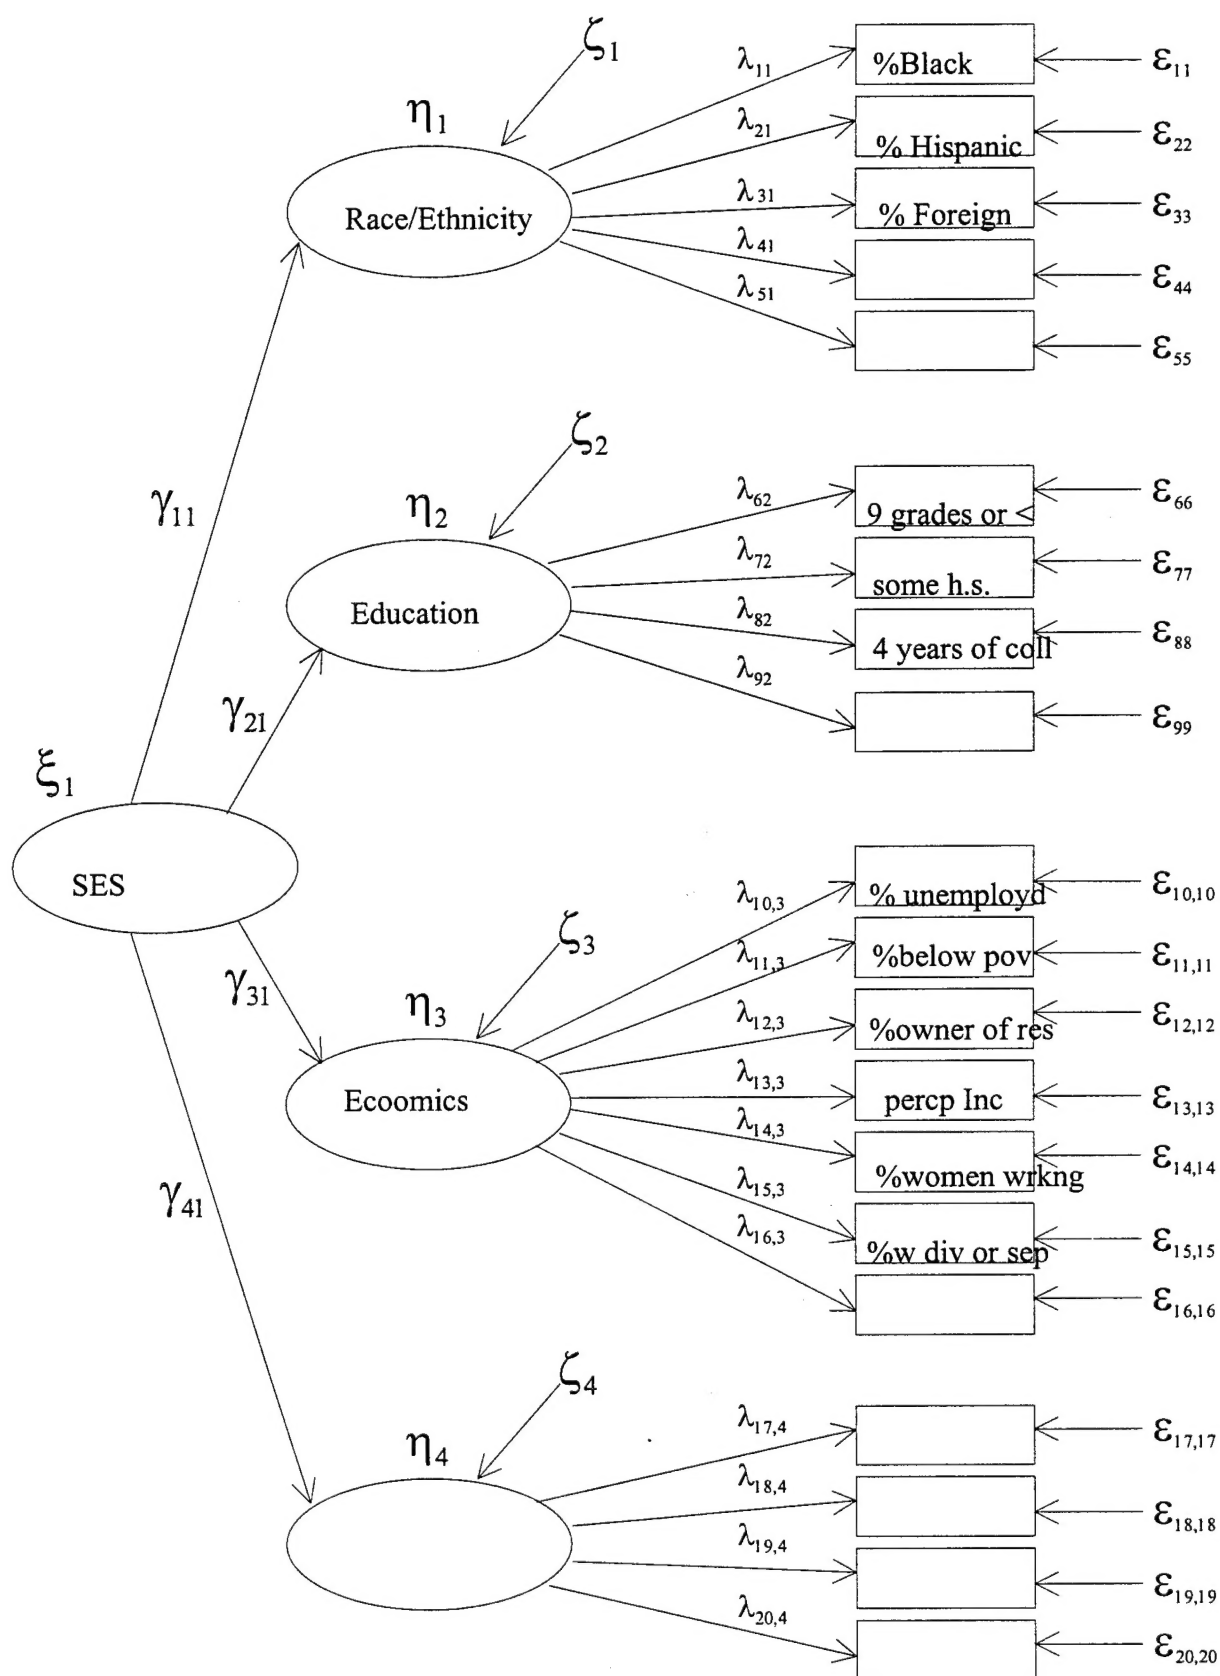 ζ1
λ11
%Black
ε11
η1
λ21
% Hispanic
ε22
Race/Ethnicity
λ31
% Foreign
ε33
λ41
ε44
λ51
ε55
ζ2
λ62
9 grades or <
ε66
γ11
η2
λ72
some h.s.
ε77
Education
λ82
4 years of coll
ε88
λ92
ε99
γ21
ξ1
SES
λ10,3
% unemployd
ε10,10
ζ3
λ11,3
%below pov
ε11,11
γ31
η3
λ12,3
%owner of res
ε12,12
Ecoomics
λ13,3
percp Inc
ε13,13
λ14,3
%women wrkng
ε14,14
γ41
λ15,3
%w div or sep
ε15,15
λ16,3
ε16,16
ζ4
λ17,4
ε17,17
η4
λ18,4
ε18,18
λ19,4
ε19,19
λ20,4
ε20,20